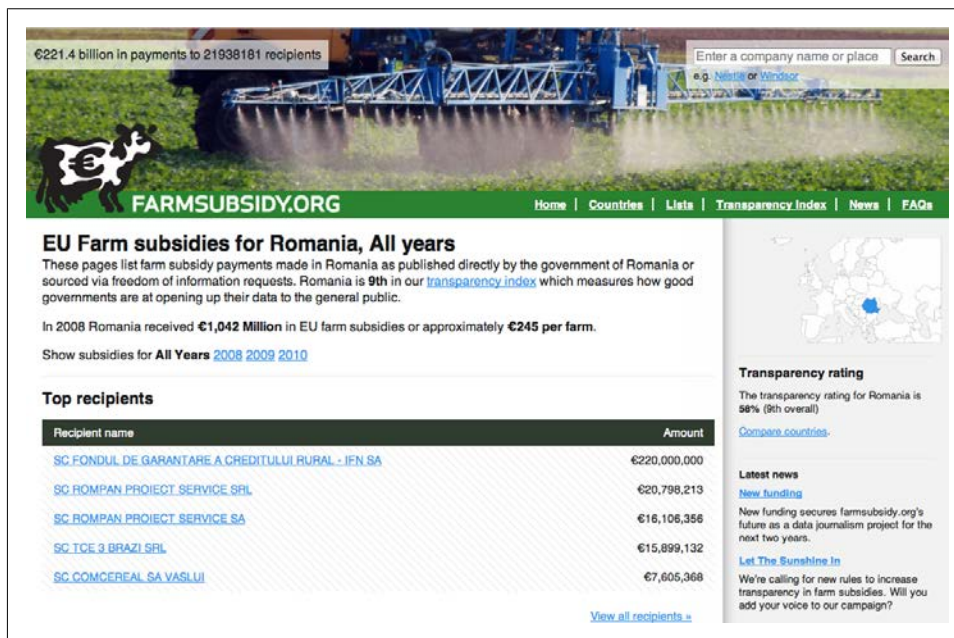 €221.4 billion in payments to 21938181 recipients
Enter a company name or place Search
e.g. Nestlé or Windsor
€
FARMSUBSIDY.ORG
Home | Countries | Lists | Transparency Index | News | FAQs
EU Farm subsidies for Romania, All years
These pages list farm subsidy payments made in Romania as published directly by the government of Romania or
sourced via freedom of information requests. Romania is 9th in our transparency index which measures how good
governments are at opening up their data to the general public.
In 2008 Romania received €1,042 Million in EU farm subsidies or approximately €245 per farm.
Show subsidies for All Years 2008 2009 2010
Top recipients
Recipient name Amount
SC FONDUL DE GARANTARE A CREDITULUI RURAL - IFN SA €220,000,000
SC ROMPAN PROIECT SERVICE SRL €20,798,213
SC ROMPAN PROIECT SERVICE SA €16,106,356
SC TCE 3 BRAZI SRL €15,899,132
SC COMCEREAL SA VASLUI €7,605,368
View all recipients »
Transparency rating
The transparency rating for Romania is
58% (9th overall)
Compare countries.
Latest news
New funding
New funding secures farmsubsidy.org's
future as a data journalism project for the
next two years.
Let The Sunshine In
We're calling for new rules to increase
transparency in farm subsidies. Will you
add your voice to our campaign?